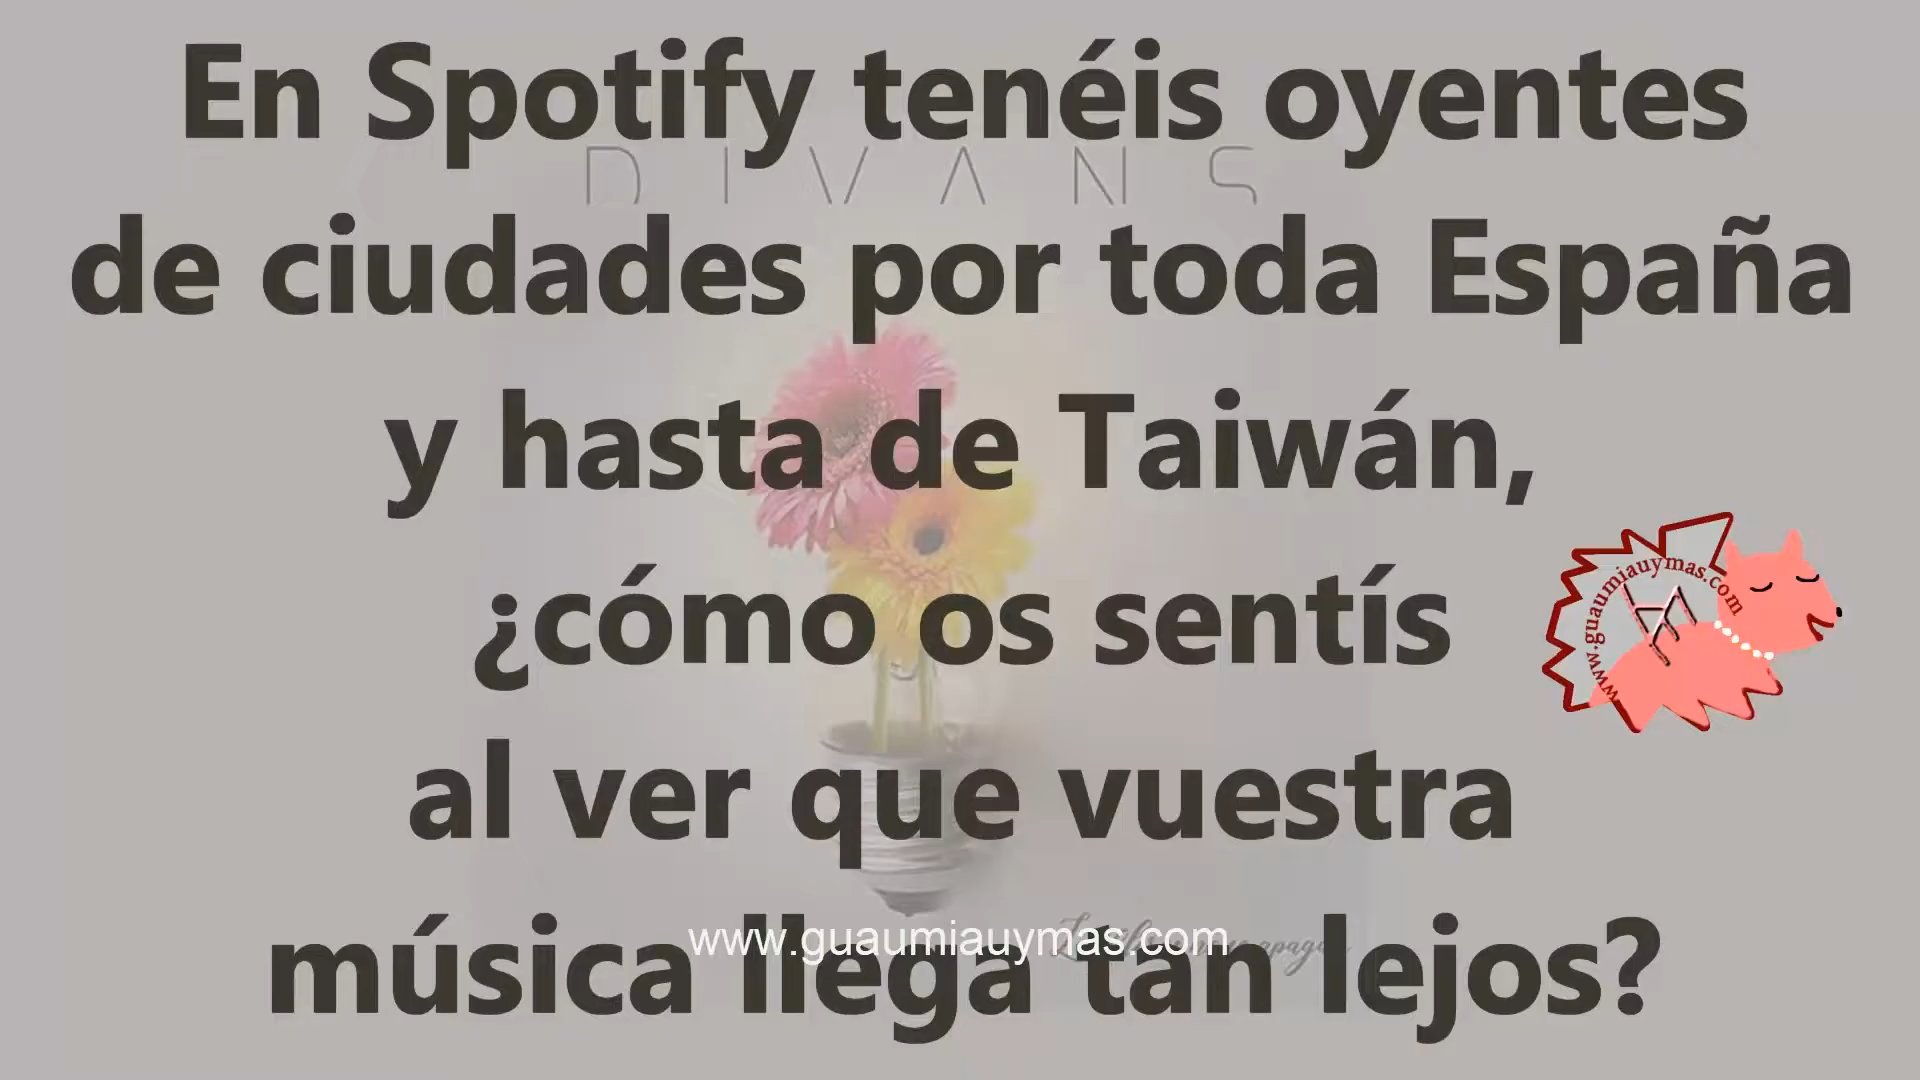 En Spotify tenéis oyentes
DIVANS
de ciudades por toda España
y hasta de Taiwán,
¿cómo os sentís
www.guaumiauymas.com
al ver que vuestra
www.guaumiauymas.com
música llega tan lejos?